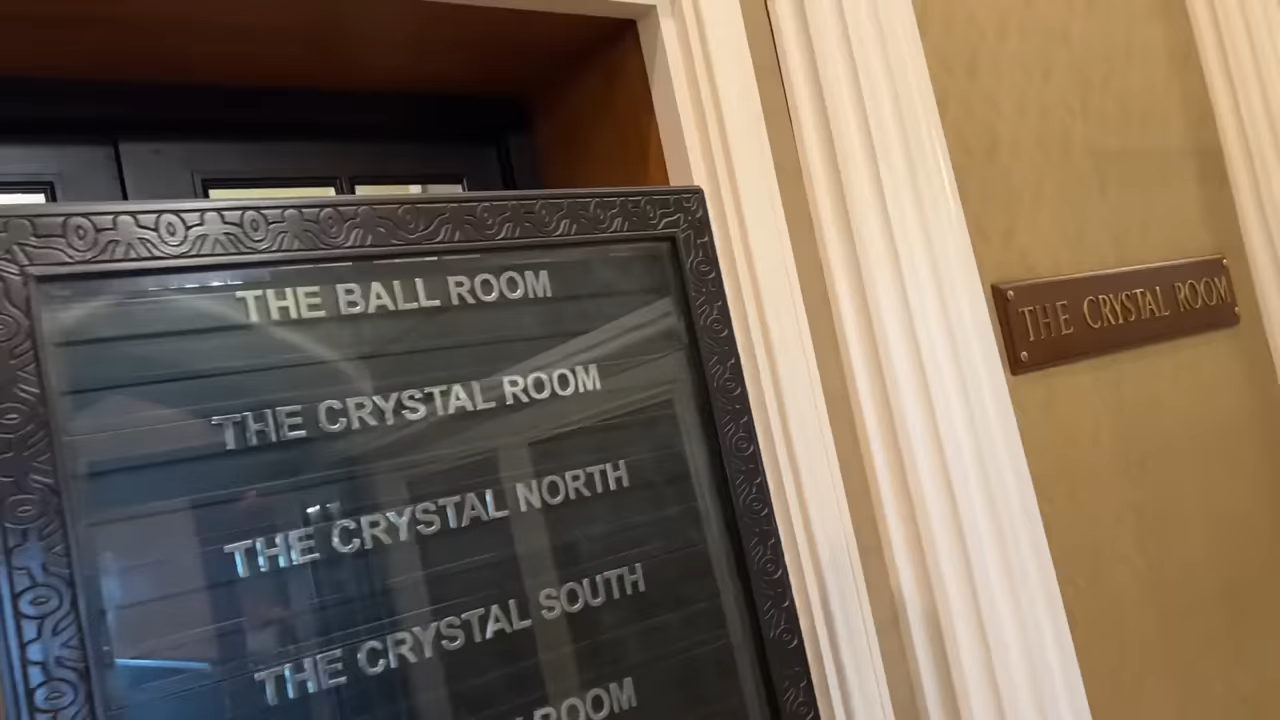 THE BALL ROOM
THE CRYSTAL ROOM
THE CRYSTAL NORTH
THE CRYSTAL SOUTH
ROOM
THE CRYSTAL ROOM